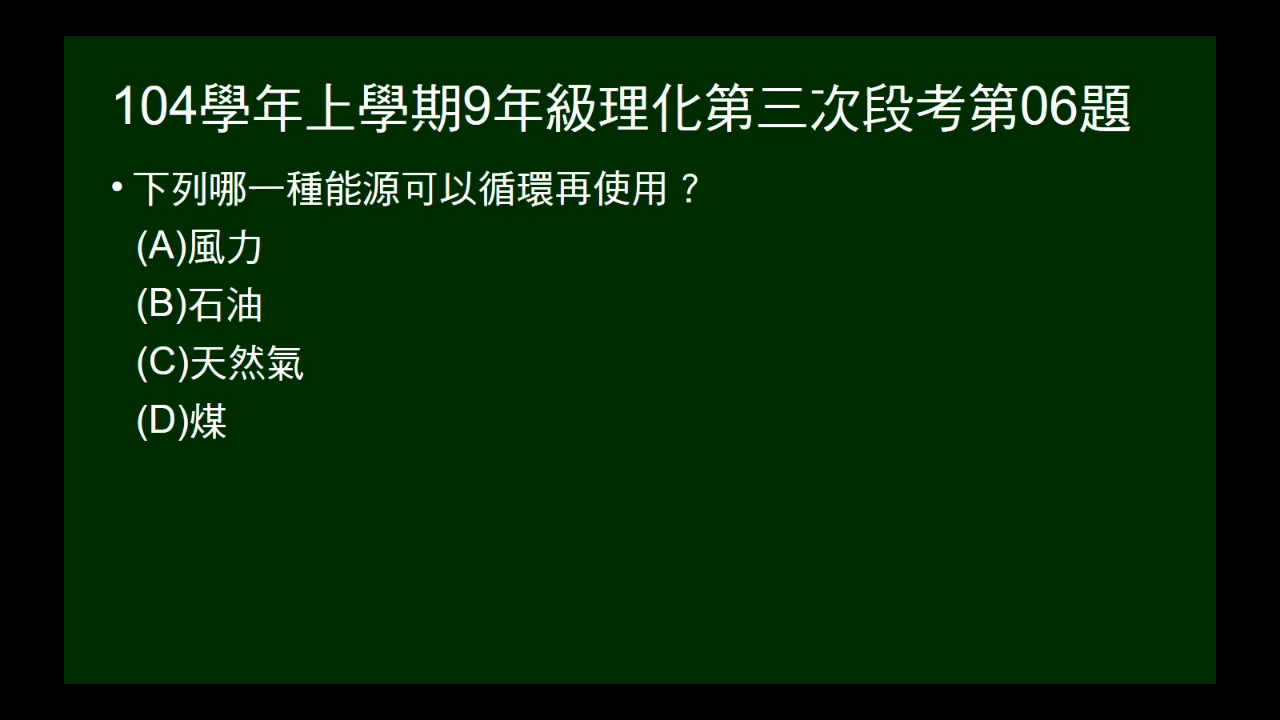 104學年上學期9年級理化第三次段考第06題
• 下列哪一種能源可以循環再使用？
(A)風力
(B)石油
(C)天然氣
(D)煤